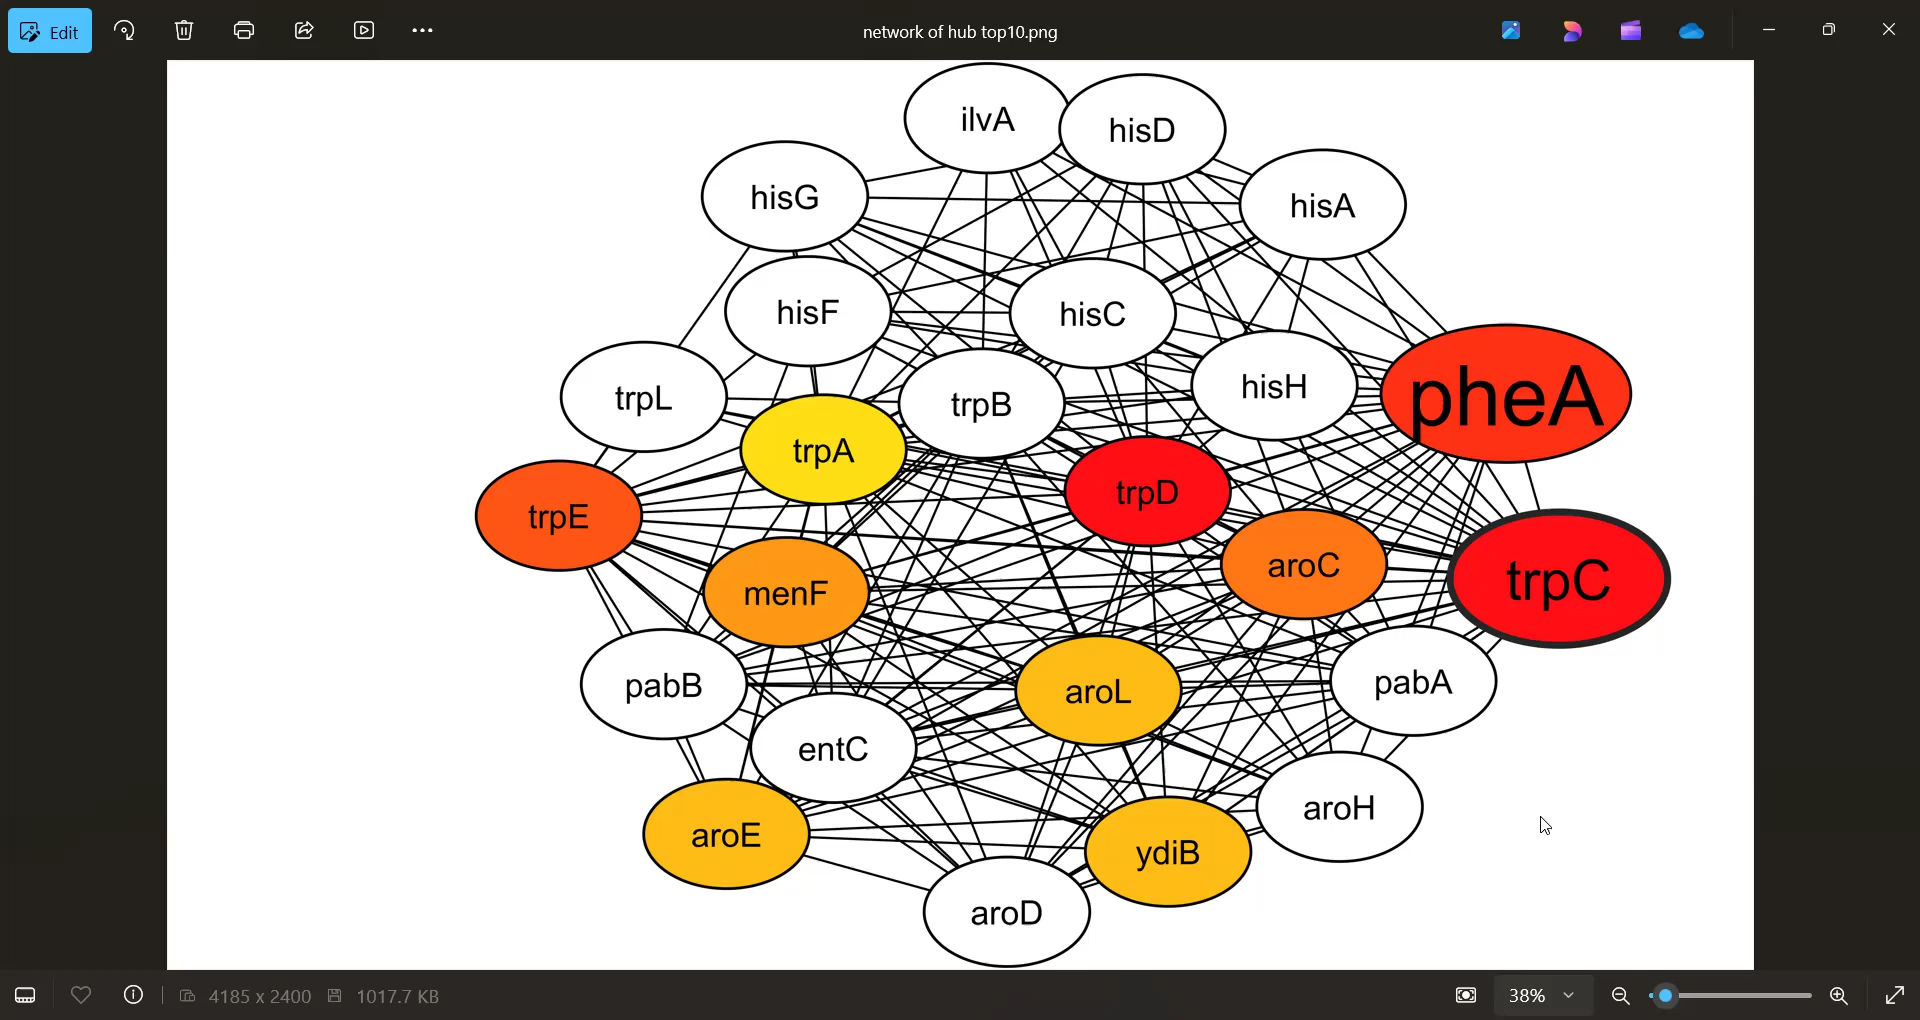 Edit
network of hub top10.png
ilvA
hisD
hisG
hisA
hisF
hisC
trpL
trpB
hisH
pheA
trpA
trpD
trpE
aroC
trpC
menF
pabB
aroL
pabA
entC
aroE
ydiB
aroH
aroD
4185 x 2400
1017.7 KB
38%